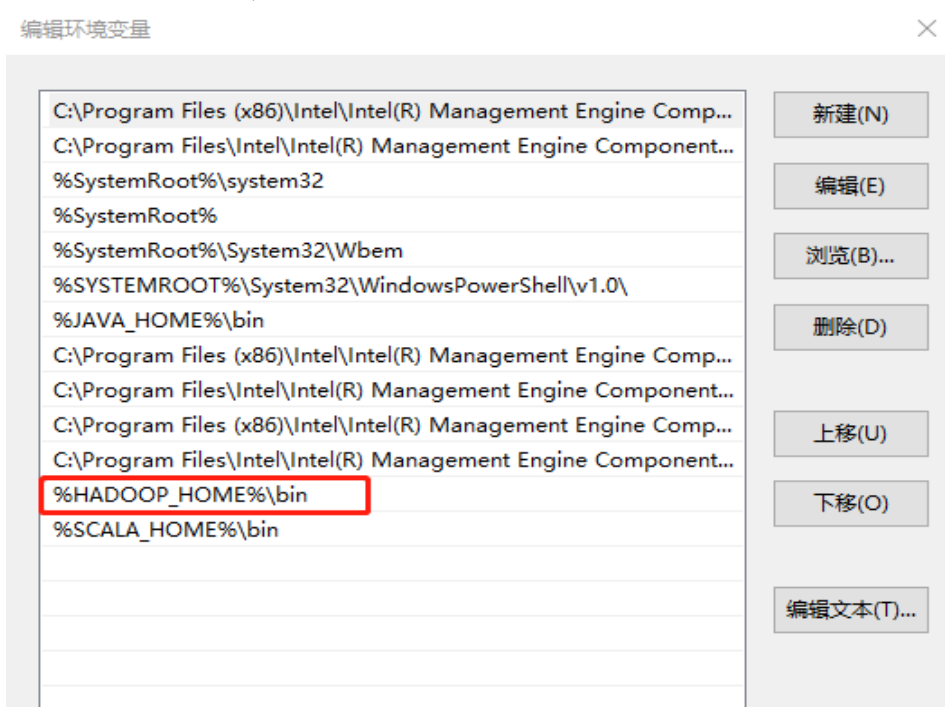 编辑环境变量
C:\Program Files (x86)\Intel\Intel(R) Management Engine Comp...
C:\Program Files\Intel\Intel(R) Management Engine Component...
%SystemRoot%\system32
%SystemRoot%
%SystemRoot%\System32\Wbem
%SYSTEMROOT%\System32\WindowsPowerShell\v1.0\
%JAVA_HOME%\bin
C:\Program Files (x86)\Intel\Intel(R) Management Engine Comp...
C:\Program Files\Intel\Intel(R) Management Engine Component...
C:\Program Files (x86)\Intel\Intel(R) Management Engine Comp...
C:\Program Files\Intel\Intel(R) Management Engine Component...
%HADOOP_HOME%\bin
%SCALA_HOME%\bin
新建(N)
编辑(E)
浏览(B)...
删除(D)
上移(U)
下移(O)
编辑文本(T)...